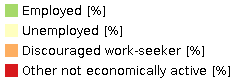 Employed [%]
Unemployed [%]
Discouraged work-seeker [%]
Other not economically active [%]